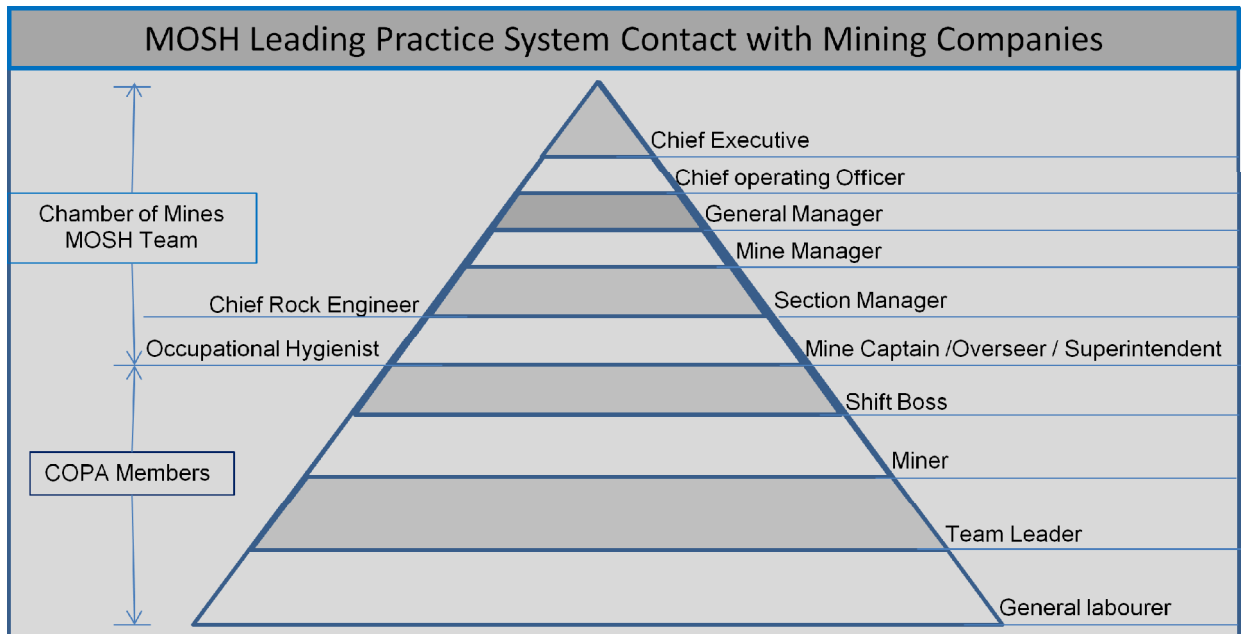 MOSH Leading Practice System Contact with Mining Companies
Chief Executive
Chief operating Officer
Chamber of Mines
MOSH Team
General Manager
Mine Manager
Chief Rock Engineer
Section Manager
Occupational Hygienist
Mine Captain /Overseer / Superintendent
Shift Boss
COPA Members
Miner
Team Leader
General labourer